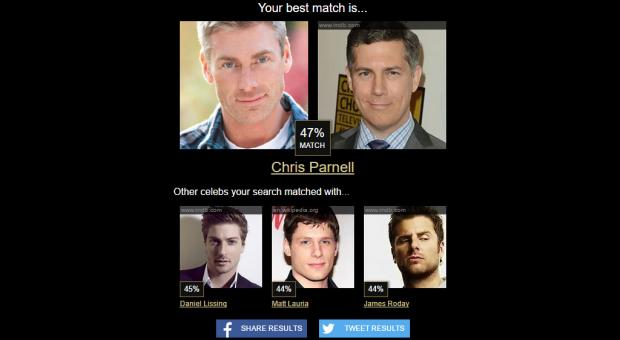 Your best match is...
www.imdb.com
47%
MATCH
Chris Parnell
Other celebs your search matched with...
www.imdb.com
en.wikipedia.org
www.imdb.com
45%
44%
44%
Daniel Lissing
Matt Lauria
James Roday
SHARE RESULTS
TWEET RESULTS